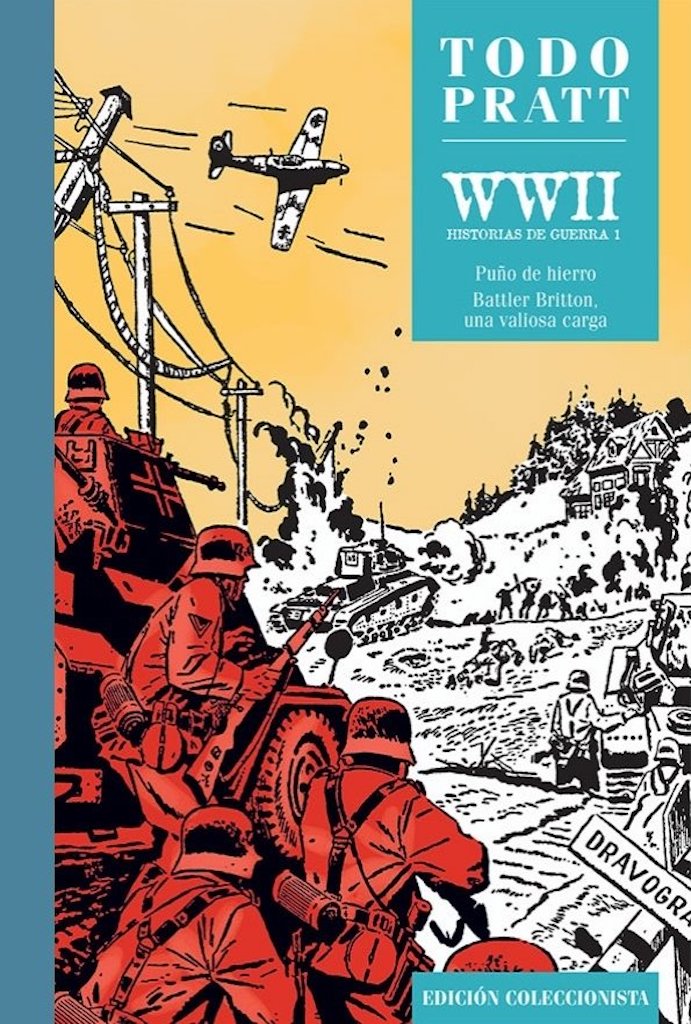 TODO
PRATT
WWII
HISTORIAS DE GUERRA 1
Puño de hierro
Battler Britton,
una valiosa carga
DRAVOGRA
EDICIÓN COLECCIONISTA